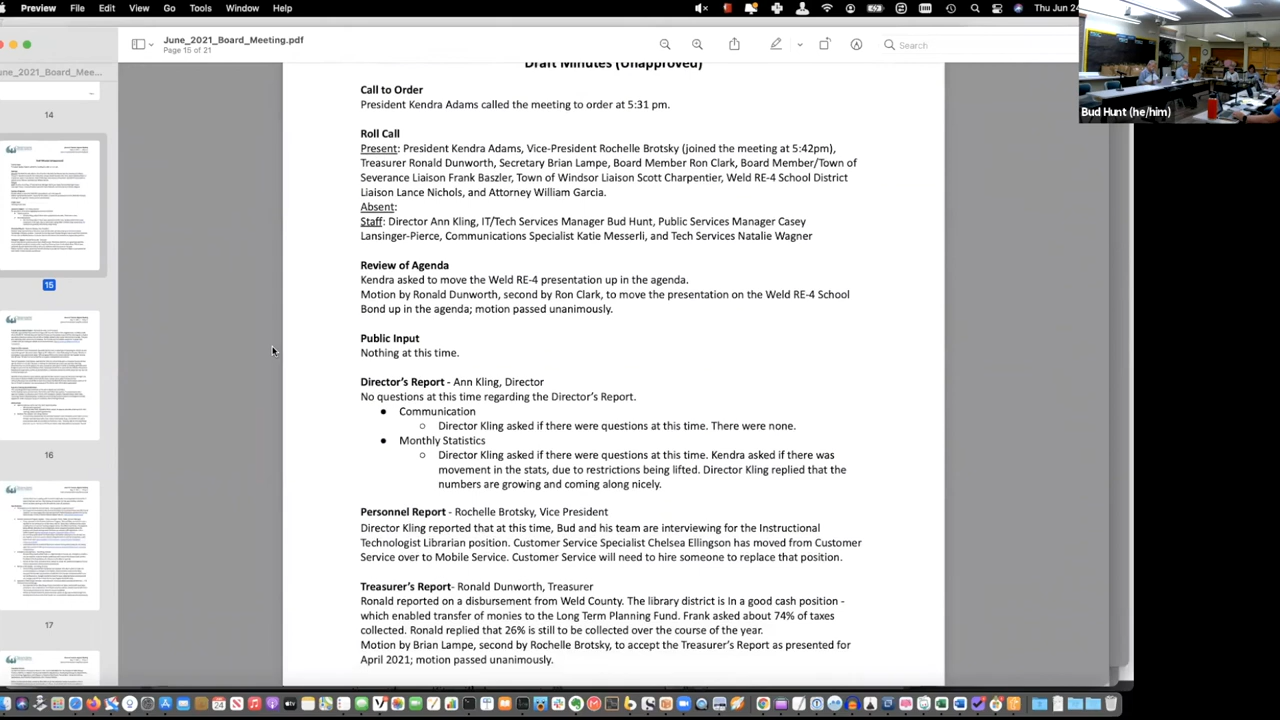 Preview File Edit View Go Tools Window Help Thu Jun 24
June_2021_Board_Meeting.pdf
Page 15 of 21
Search
June_2021_Board_Mee...
14
15
16
17
Bud Hunt (he/him)
Draft Minutes (Unapproved)
Call to Order
President Kendra Adams called the meeting to order at 5:31 pm.
Roll Call
Present: President Kendra Adams, Vice-President Rochelle Brotsky (joined the meeting at 5:42pm),
Treasurer Ronald Dunworth, Secretary Brian Lampe, Board Member Ron Clark, Board Member/Town of
Severance Liaison Frank Baszler, Town of Windsor Liaison Scott Charpentier, Weld RE-4 School District
Liaison Lance Nichols, and Attorney William Garcia.
Absent:
Staff: Director Ann Kling, IT/Tech Services Manager Bud Hunt, Public Services Manager Casey
Lansinger-Pierce, Communications Specialist Katie Messerli, and Tech Services Natalie Wagner
Review of Agenda
Kendra asked to move the Weld RE-4 presentation up in the agenda.
Motion by Ronald Dunworth, second by Ron Clark, to move the presentation on the Weld RE-4 School
Bond up in the agenda; motion passed unanimously.
Public Input
Nothing at this time.
Director's Report - Ann Kling, Director
No questions at this time regarding the Director's Report.
● Communication
○ Director Kling asked if there were questions at this time. There were none.
● Monthly Statistics
○ Director Kling asked if there were questions at this time. Kendra asked if there was
movement in the stats, due to restrictions being lifted. Director Kling replied that the
numbers are growing and coming along nicely.
Personnel Report - Rochelle Brotsky, Vice President
Director Kling reported that at this time, Bud and his team are interviewing for the Instructional
Technologist Librarian position. Customer Service Specialist Chelsea Ellingson has moved from Customer
Service over to Mobile Service. Customer Service will need to hire someone to replace that position.
Treasurer's Report- Ronald Dunworth, Treasurer
Ronald reported on a disbursement from Weld County. The library district is In a good cash position -
which enabled transfer of monies to the Long Term Planning Fund. Frank asked about 74% of taxes
collected. Ronald replied that 26% is still to be collected over the course of the year.
Motion by Brian Lampe, second by Rochelle Brotsky, to accept the Treasurer's Report as presented for
April 2021; motion passed unanimously.